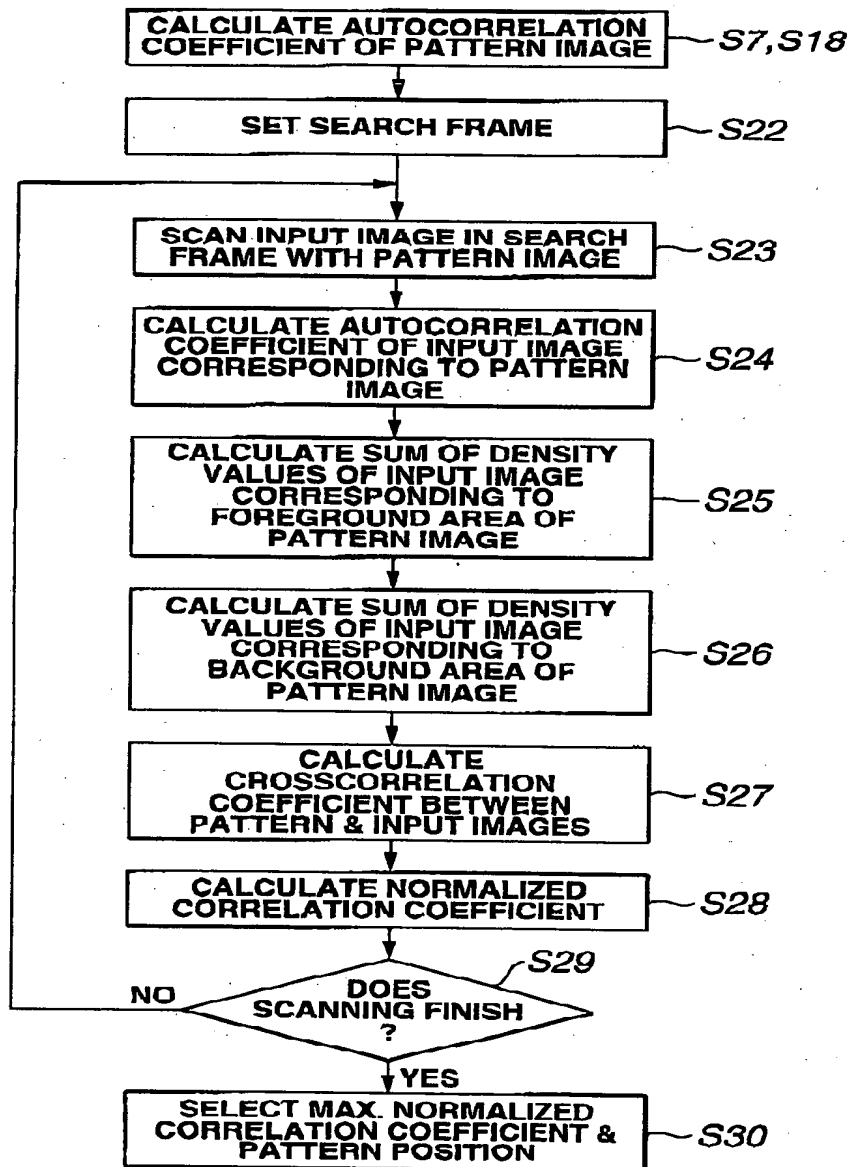 CALCULATE AUTOCORRELATION
COEFFICIENT OF PATTERN IMAGE
S7,S18
SET SEARCH FRAME
S22
SCAN INPUT IMAGE IN SEARCH
FRAME WITH PATTERN IMAGE
S23
CALCULATE AUTOCORRELATION
COEFFICIENT OF INPUT IMAGE
CORRESPONDING TO PATTERN
IMAGE
S24
CALCULATE SUM OF DENSITY
VALUES OF INPUT IMAGE
CORRESPONDING TO
FOREGROUND AREA OF
PATTERN IMAGE
S25
CALCULATE SUM OF DENSITY
VALUES OF INPUT IMAGE
CORRESPONDING TO
BACKGROUND AREA OF
PATTERN IMAGE
S26
CALCULATE
CROSSCORRELATION
COEFFICIENT BETWEEN
PATTERN & INPUT IMAGES
S27
CALCULATE NORMALIZED
CORRELATION COEFFICIENT
S28
S29
DOES
SCANNING FINISH
?
NO
YES
SELECT MAX. NORMALIZED
CORRELATION COEFFICIENT &
PATTERN POSITION
S30